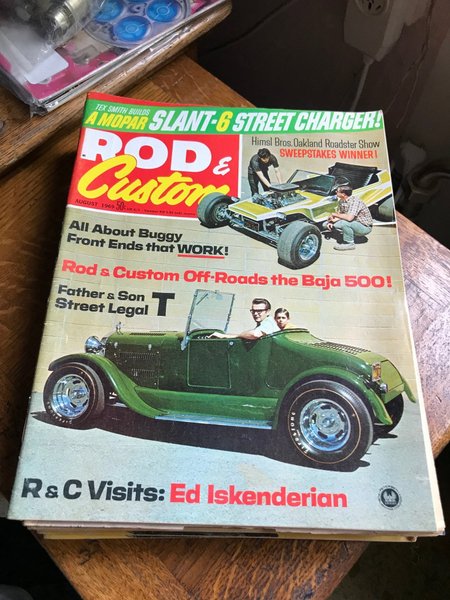 TEX SMITH BUILDS
A MOPAR SLANT-6 STREET CHARGER!
ROD &
Custom
AUGUST 1969 50¢
Himsl Bros. Oakland Roadster Show
SWEEPSTAKES WINNER!
All About Buggy
Front Ends that WORK!
Rod & Custom Off-Roads the Baja 500!
Father & Son T
Street Legal
R & C Visits: Ed Iskenderian